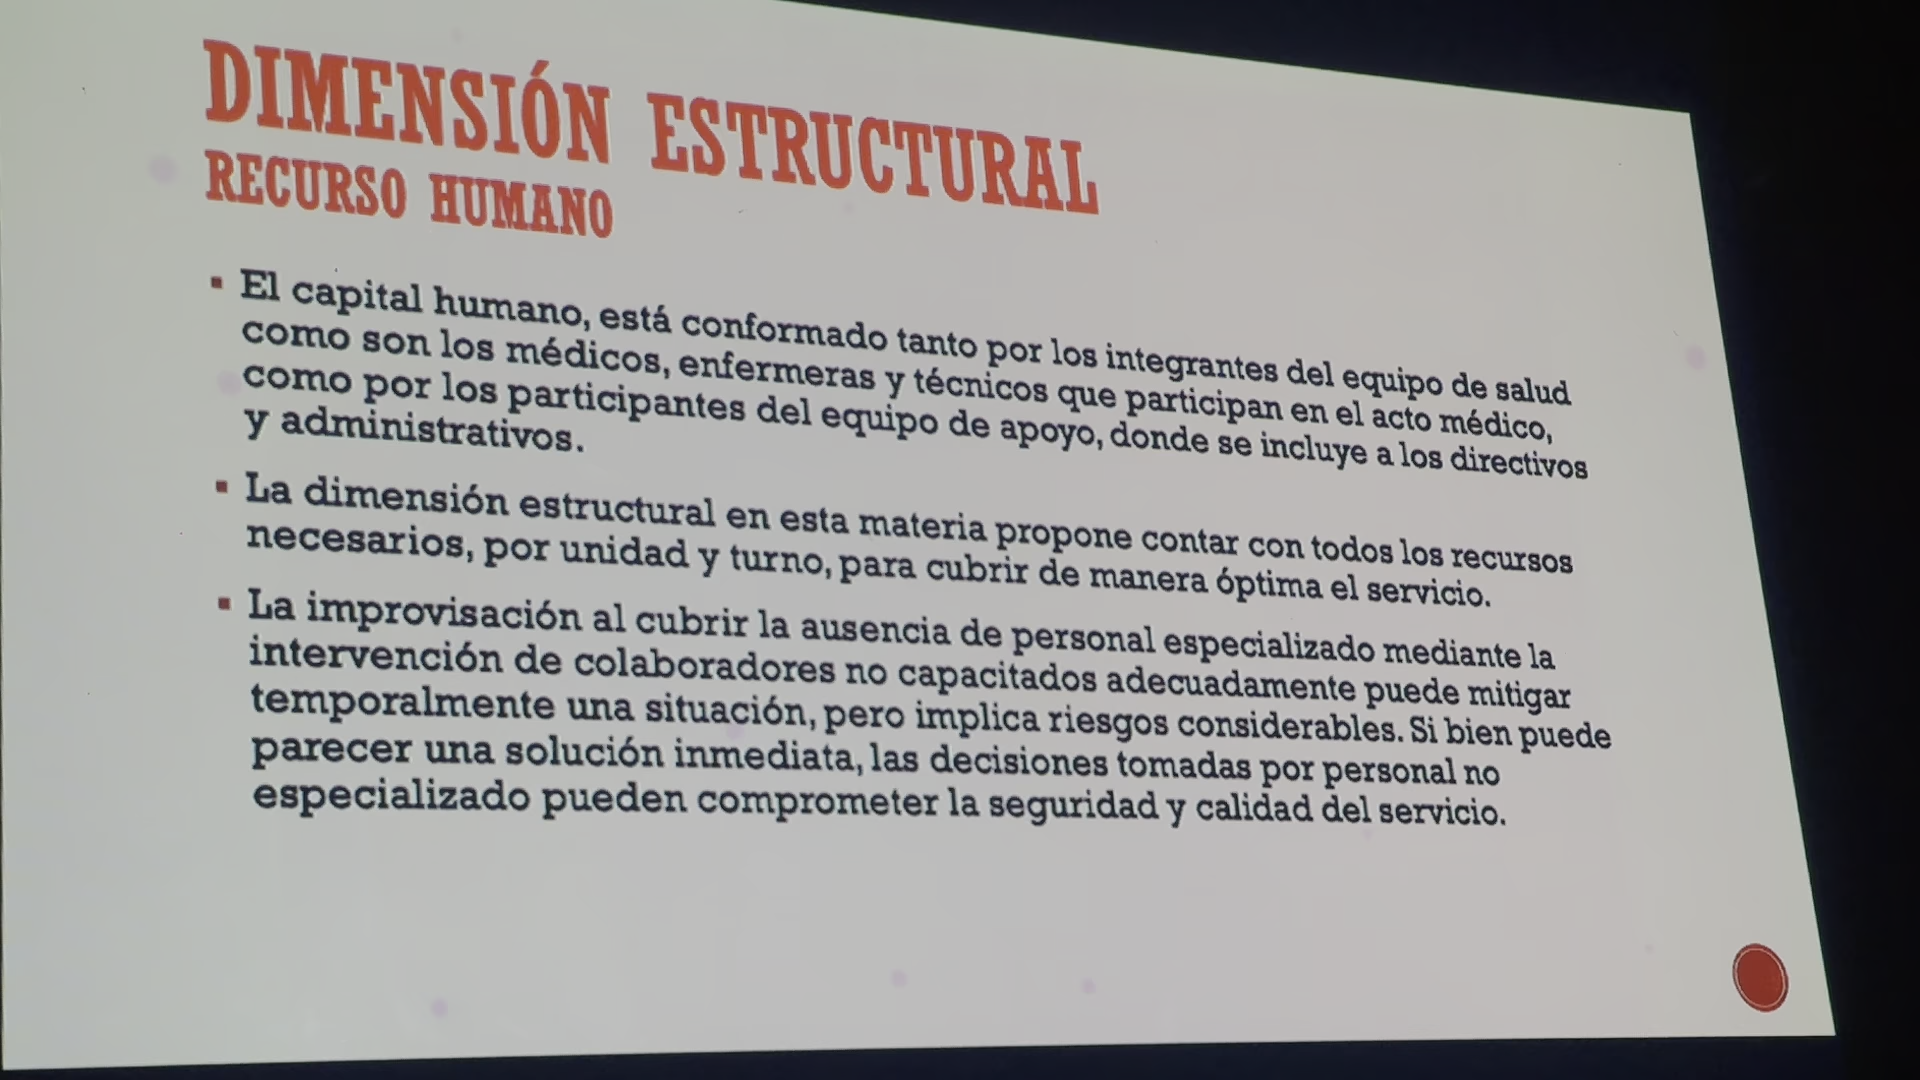 DIMENSIÓN ESTRUCTURAL
RECURSO HUMANO
▪ El capital humano, está conformado tanto por los integrantes del equipo de salud
como son los médicos, enfermeras y técnicos que participan en el acto médico,
como por los participantes del equipo de apoyo, donde se incluye a los directivos
y administrativos.
▪ La dimensión estructural en esta materia propone contar con todos los recursos
necesarios, por unidad y turno, para cubrir de manera óptima el servicio.
▪ La improvisación al cubrir la ausencia de personal especializado mediante la
intervención de colaboradores no capacitados adecuadamente puede mitigar
temporalmente una situación, pero implica riesgos considerables. Si bien puede
parecer una solución inmediata, las decisiones tomadas por personal no
especializado pueden comprometer la seguridad y calidad del servicio.